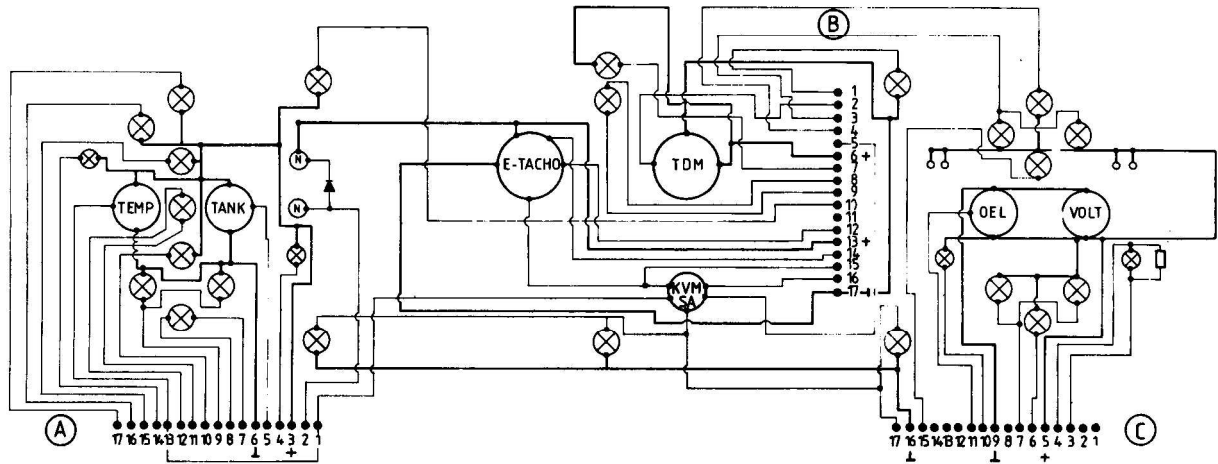 B
1
2
3
4
5
6 +
7
8
9
10
11
12
13 +
14
15
16
17 ⊥
N
N
E-TACHO
TDM
TEMP
TANK
OEL
VOLT
KVM
SA
A
17 16 15 14 13 12 11 10 9 8 7 6 5 4 3 2 1
⊥ +
17 16 15 14 13 12 11 10 9 8 7 6 5 4 3 2 1
⊥ ⊥ +
C